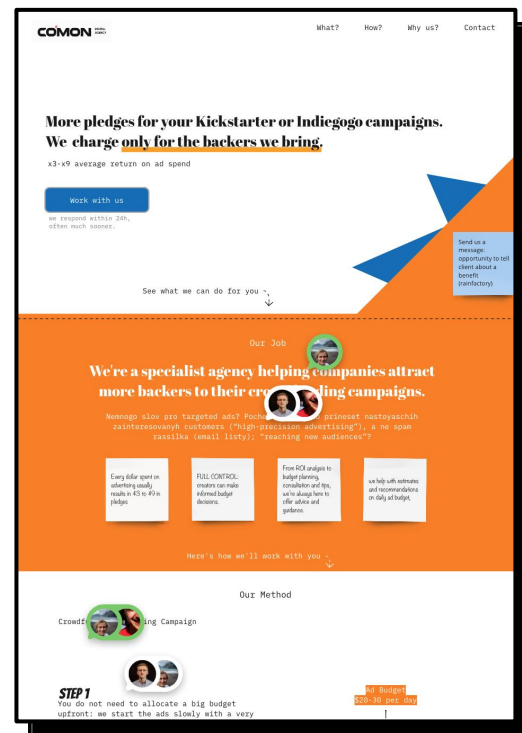 COMON DIGITAL AGENCY
What? How? Why us? Contact
More pledges for your Kickstarter or Indiegogo campaigns.
We charge only for the backers we bring.
x3-x9 average return on ad spend
Work with us
we respond within 24h,
often much sooner.
Send us a
message:
opportunity to tell
client about a
benefit
(rainfactory)
See what we can do for you
Our Job
We're a specialist agency helping companies attract
more backers to their campaigns.
Nemnogo slov pro targeted ads? prineset nastoyaschih
zainteresovanyh customers ("high-precision advertising"), a ne spam
rassilka (email listy); "reaching new audiences"?
Every dollar spent on
advertising usually
results in $3 to $9 in
pledges
FULL CONTROL:
creators can make
informed budget
decisions.
From ROI analysis to
budget planning,
consultation and tips,
we're always here to
offer advice and
guidance.
we help with estimates
and recommendations
on daily ad budget,
Here's how we'll work with you
Our Method
Campaign
STEP 1
You do not need to allocate a big budget
upfront: we start the ads slowly with a very
Ad Budget
$20-30 per day